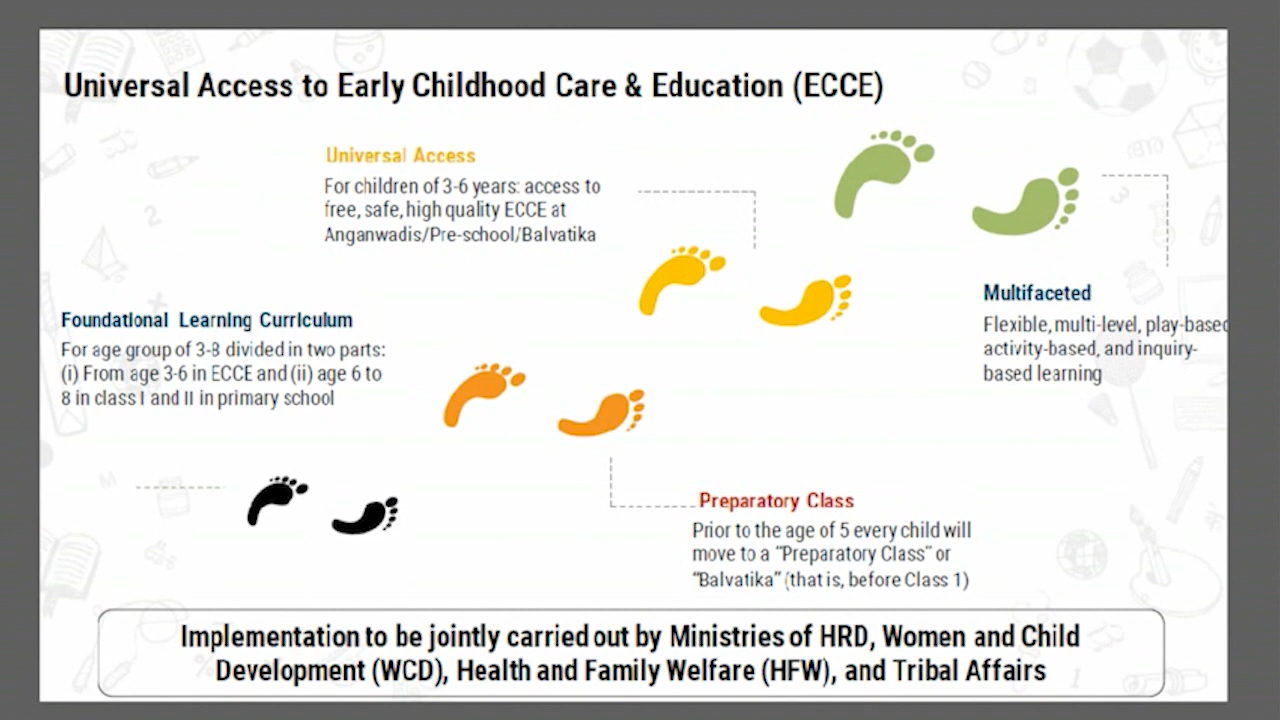 Universal Access to Early Childhood Care & Education (ECCE)
Universal Access
For children of 3-6 years: access to
free, safe, high quality ECCE at
Anganwadis/Pre-school/Balvatika
Multifaceted
Flexible, multi-level, play-based
activity-based, and inquiry-
based learning
Foundational Learning Curriculum
For age group of 3-8 divided in two parts:
(i) From age 3-6 in ECCE and (ii) age 6 to
8 in class I and II in primary school
Preparatory Class
Prior to the age of 5 every child will
move to a "Preparatory Class" or
"Balvatika" (that is, before Class 1)
Implementation to be jointly carried out by Ministries of HRD, Women and Child
Development (WCD), Health and Family Welfare (HFW), and Tribal Affairs